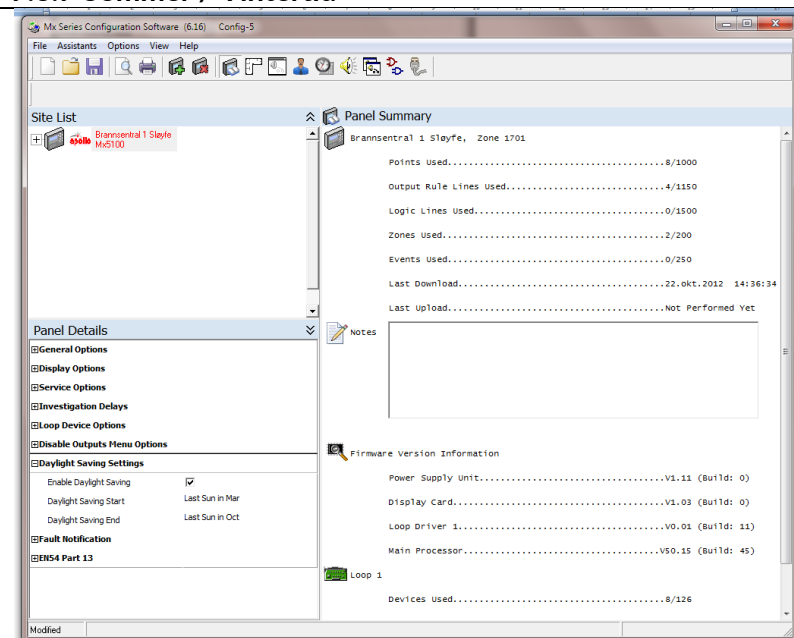 Mx Series Configuration Software (6.16) Config-5
File Assistants Options View Help
Site List
Brannsentral 1 Sløyfe
apollo Mx5100
Panel Details
General Options
Display Options
Service Options
Investigation Delays
Loop Device Options
Disable Outputs Menu Options
Daylight Saving Settings
Enable Daylight Saving
Daylight Saving Start Last Sun in Mar
Daylight Saving End Last Sun in Oct
Fault Notification
EN54 Part 13
Panel Summary
Brannsentral 1 Sløyfe, Zone 1701
Points Used........................................8/1000
Output Rule Lines Used.............................4/1150
Logic Lines Used...................................0/1500
Zones Used.........................................2/200
Events Used........................................0/250
Last Download......................................22.okt.2012 14:36:34
Last Upload........................................Not Performed Yet
Notes
Firmware Version Information
Power Supply Unit..................................V1.11 (Build: 0)
Display Card.......................................V1.03 (Build: 0)
Loop Driver 1......................................V0.01 (Build: 11)
Main Processor....................................V50.15 (Build: 45)
Loop 1
Devices Used.......................................8/126
Modified